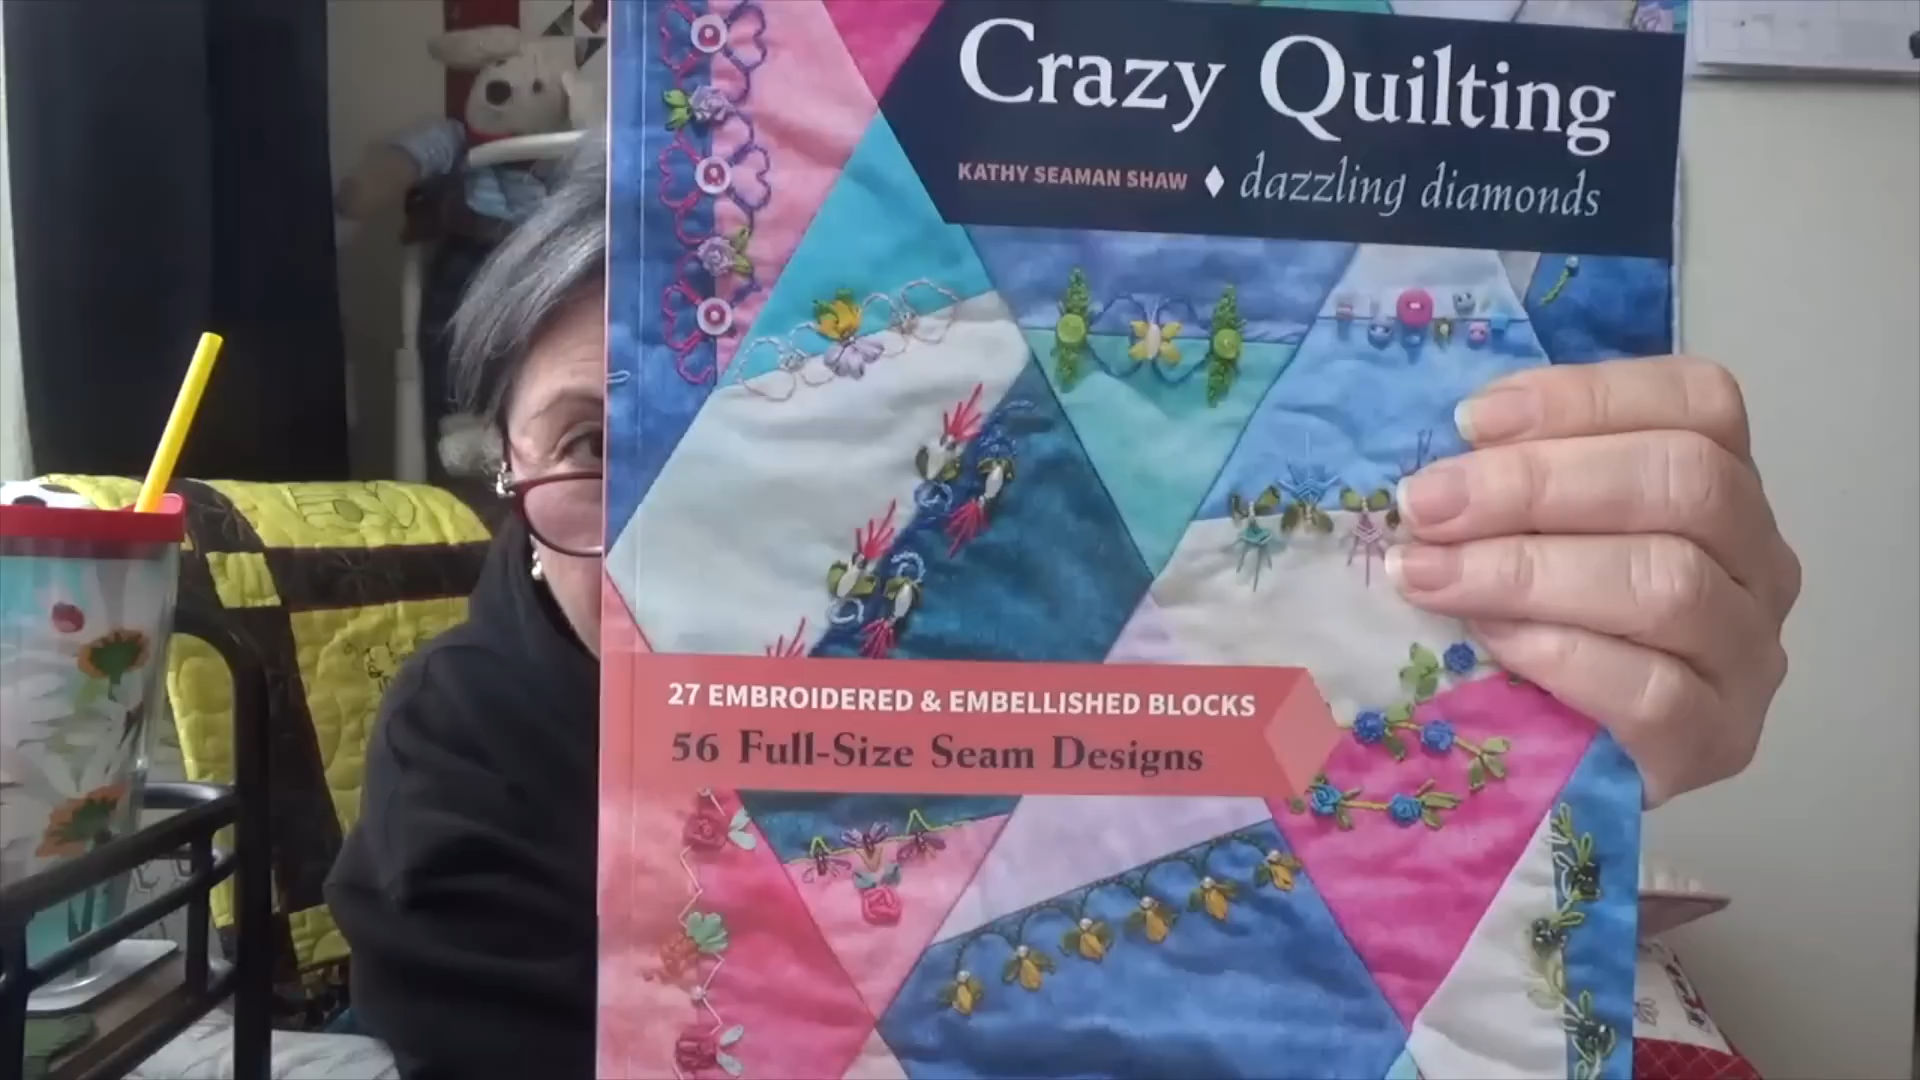 Crazy Quilting
KATHY SEAMAN SHAW ♦ dazzling diamonds
27 EMBROIDERED & EMBELLISHED BLOCKS
56 Full-Size Seam Designs